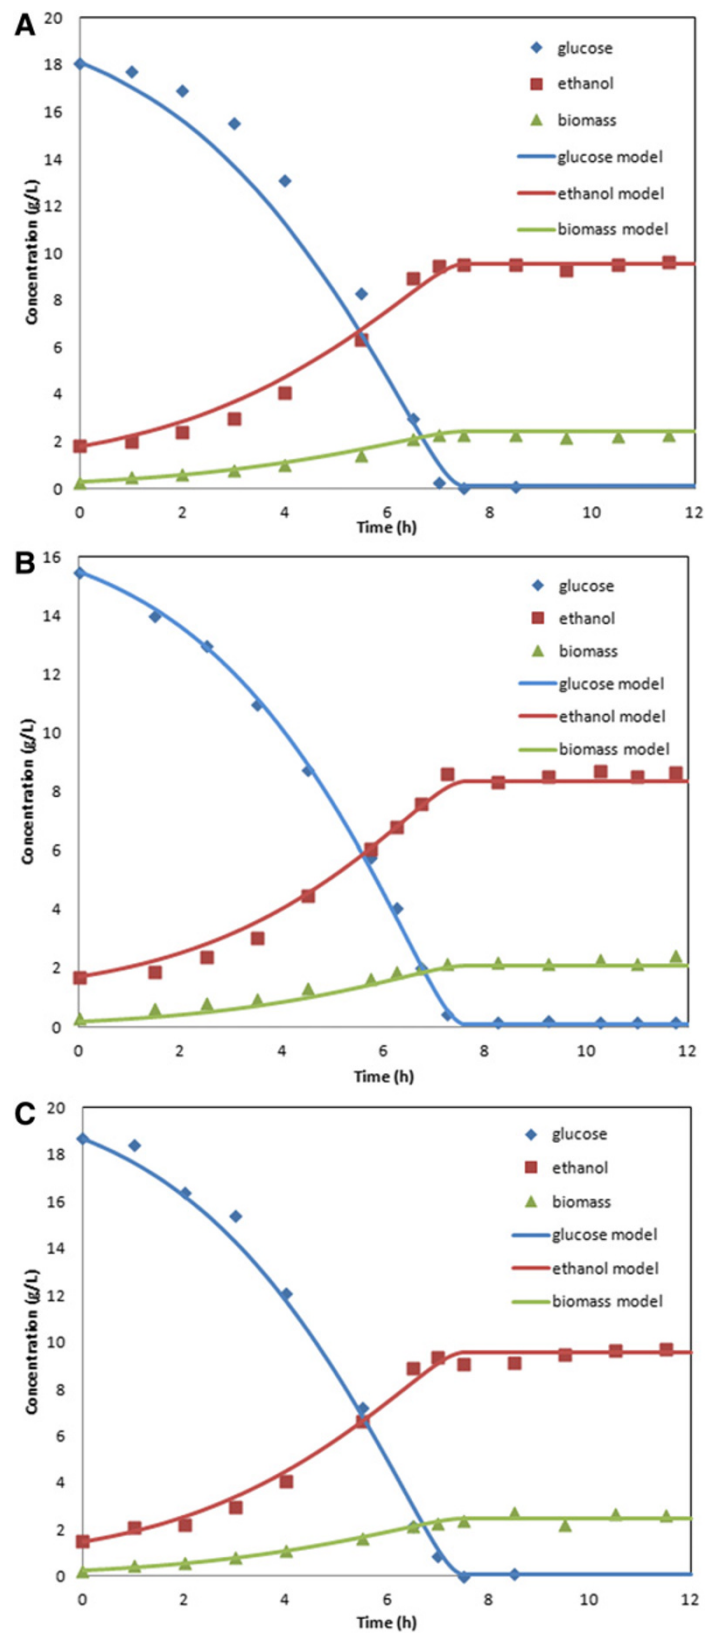 A
20
18
16
14
12
10
8
6
4
2
0
Concentration (g/L)
glucose
ethanol
biomass
glucose model
ethanol model
biomass model
0 2 4 6 8 10 12
Time (h)
B
16
14
12
10
8
6
4
2
0
Concentration (g/L)
glucose
ethanol
biomass
glucose model
ethanol model
biomass model
0 2 4 6 8 10 12
Time (h)
C
20
18
16
14
12
10
8
6
4
2
0
Concentration (g/L)
glucose
ethanol
biomass
glucose model
ethanol model
biomass model
0 2 4 6 8 10 12
Time (h)